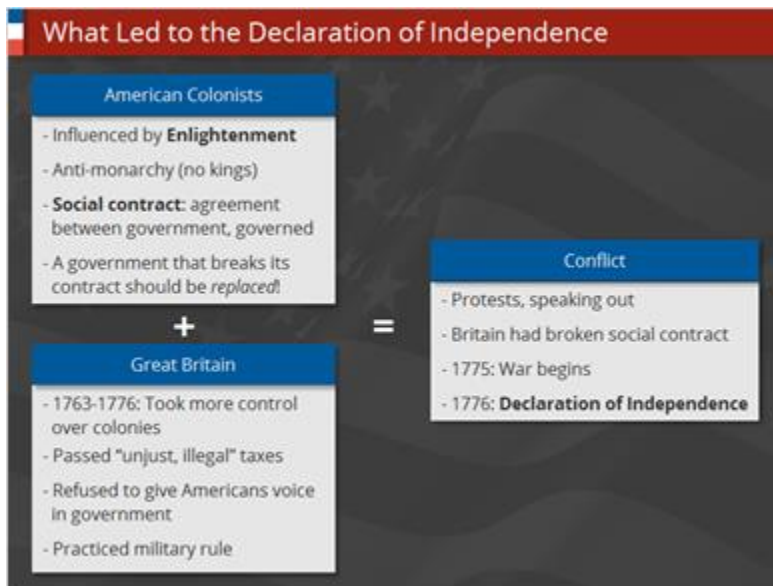 What Led to the Declaration of Independence
American Colonists
- Influenced by Enlightenment
- Anti-monarchy (no kings)
- Social contract: agreement
between government, governed
- A government that breaks its
contract should be replaced!
+
Great Britain
- 1763-1776: Took more control
over colonies
- Passed “unjust, illegal” taxes
- Refused to give Americans voice
in government
- Practiced military rule
=
Conflict
- Protests, speaking out
- Britain had broken social contract
- 1775: War begins
- 1776: Declaration of Independence